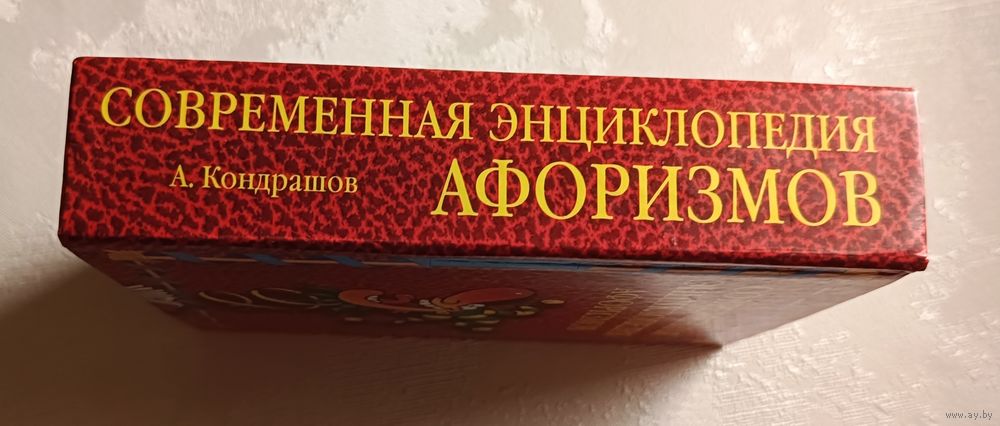 СОВРЕМЕННАЯ ЭНЦИКЛОПЕДИЯ
А. Кондрашов
АФОРИЗМОВ
www.ay.by